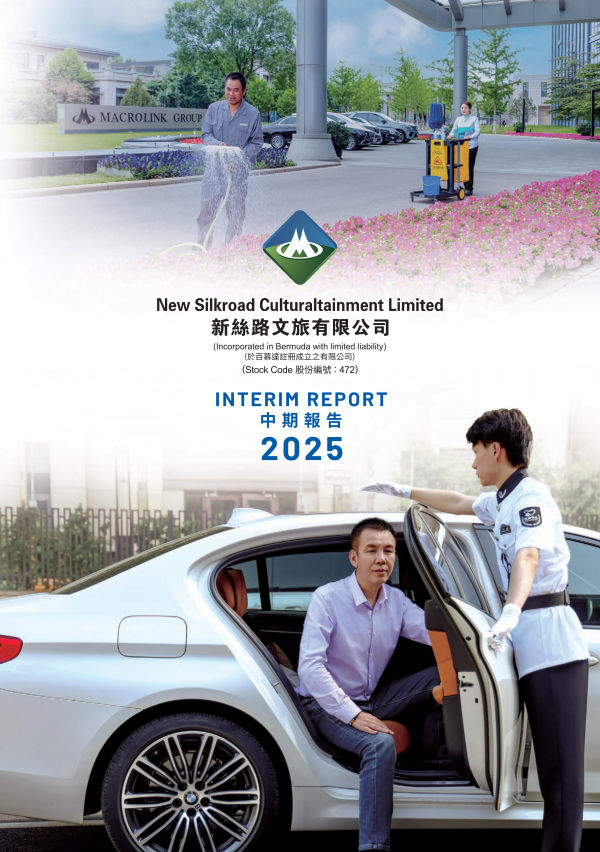 MACROLINK GROUP
New Silkroad Culturaltainment Limited
新絲路文旅有限公司
(Incorporated in Bermuda with limited liability)
(於百慕達註冊成立之有限公司)
(Stock Code 股份編號：472)
INTERIM REPORT
中期報告
2025